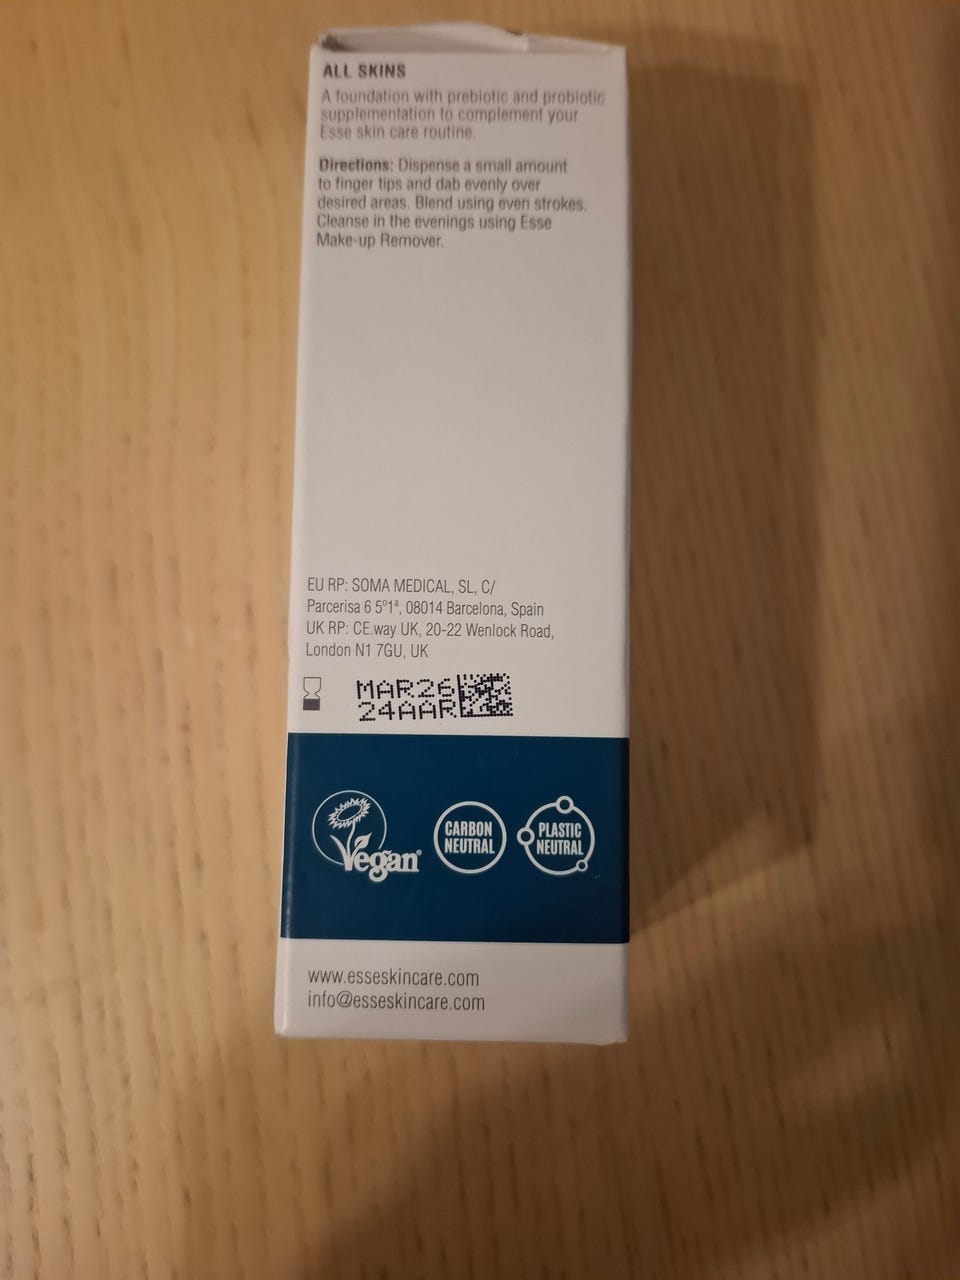 ALL SKINS
A foundation with prebiotic and probiotic
supplementation to complement your
Esse skin care routine.
Directions: Dispense a small amount
to finger tips and dab evenly over
desired areas. Blend using even strokes.
Cleanse in the evenings using Esse
Make-up Remover.
EU RP: SOMA MEDICAL, SL, C/
Parcerisa 6 5º1ª, 08014 Barcelona, Spain
UK RP: CE.way UK, 20-22 Wenlock Road,
London N1 7GU, UK
MAR26
24AAR
Vegan®
CARBON
NEUTRAL
PLASTIC
NEUTRAL
www.esseskincare.com
info@esseskincare.com